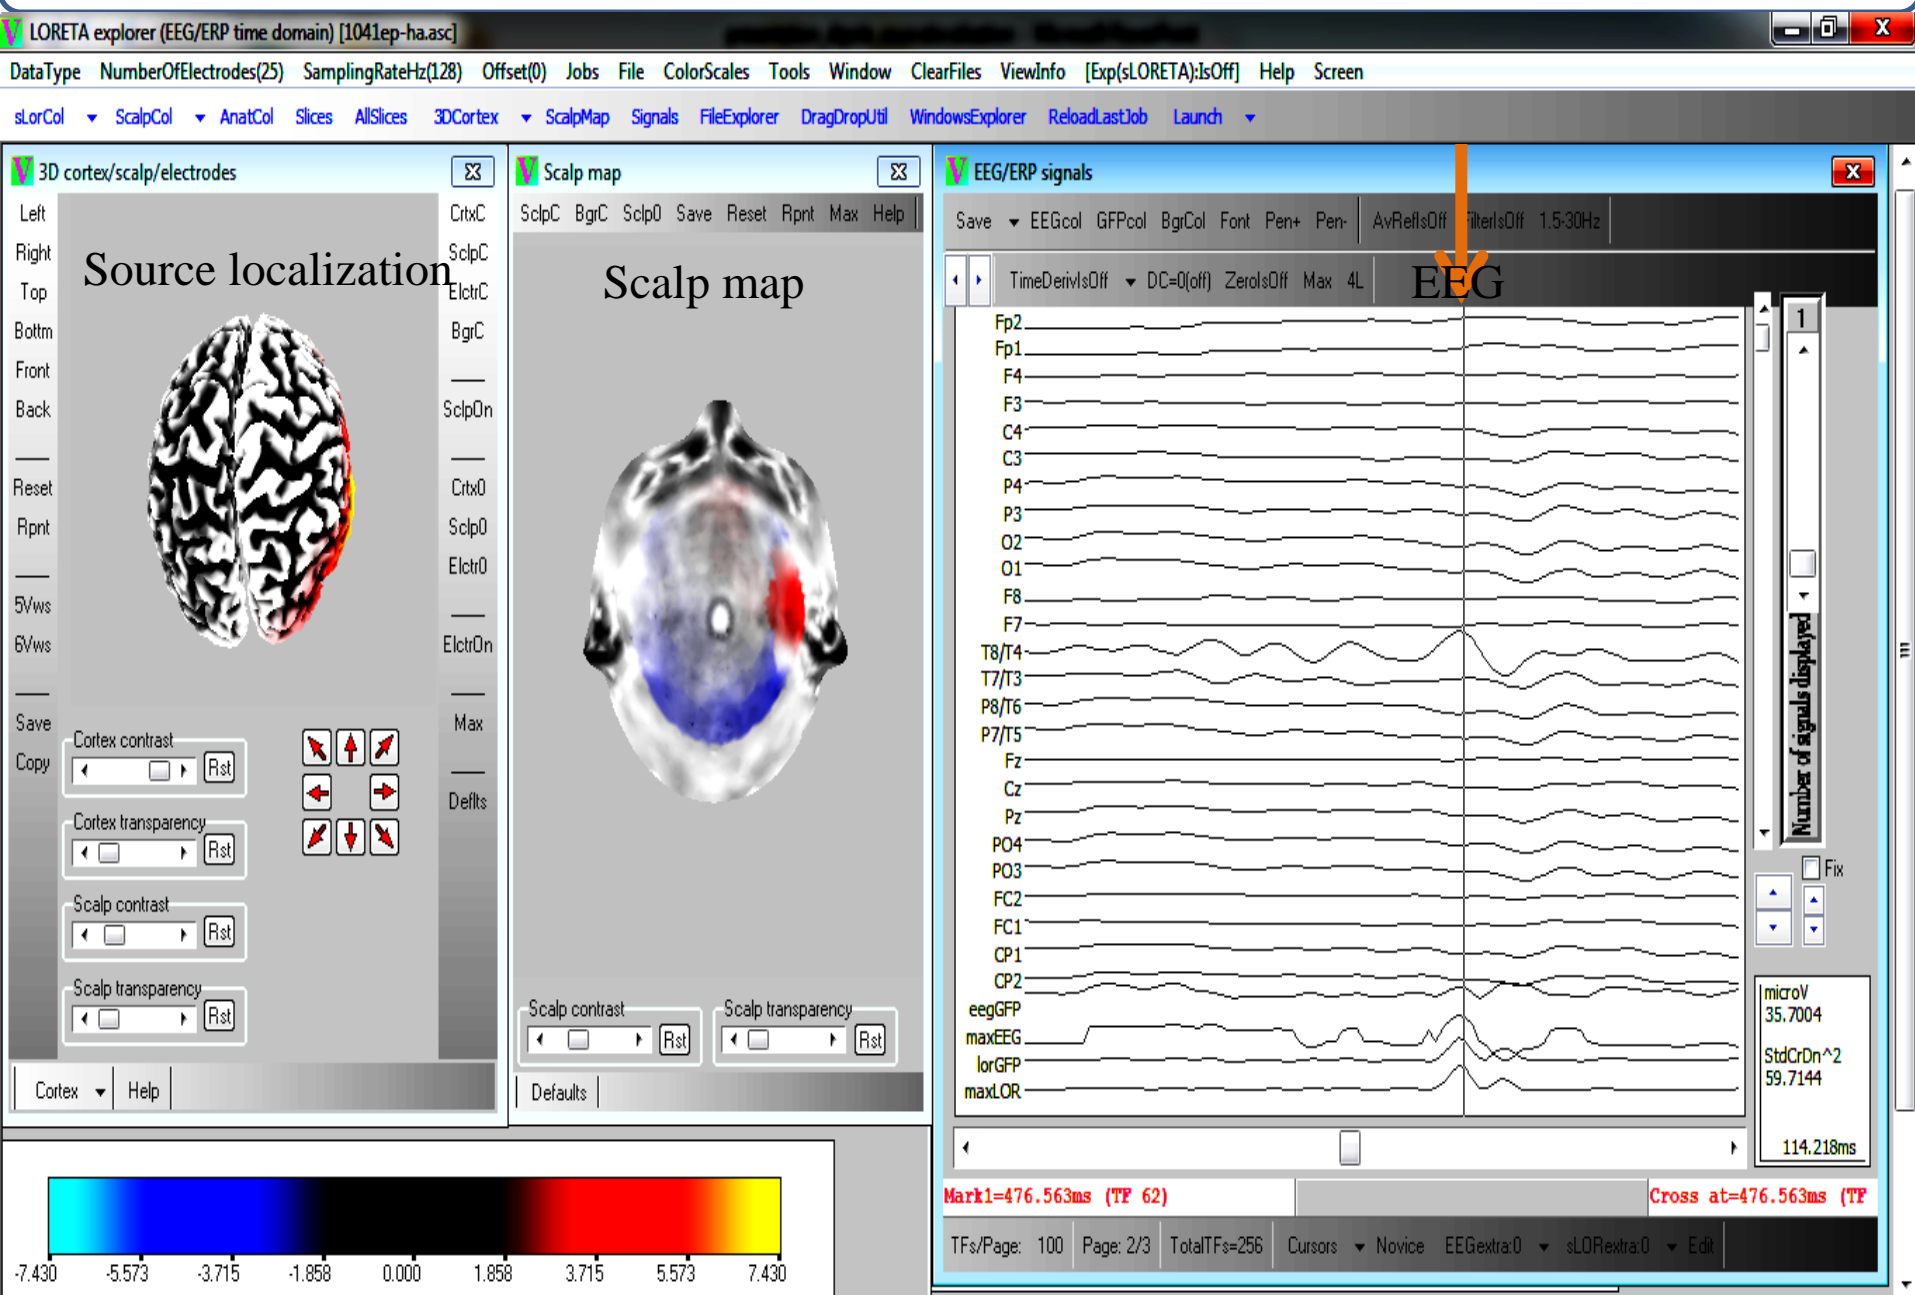 LORETA explorer (EEG/ERP time domain) [1041ep-ha.asc]
DataType NumberOfElectrodes(25) SamplingRateHz(128) Offset(0) Jobs File ColorScales Tools Window ClearFiles ViewInfo [Exp(sLORETA):IsOff] Help Screen
sLorCol ScalpCol AnatCol Slices AllSlices 3DCortex ScalpMap Signals FileExplorer DragDropUtil WindowsExplorer ReloadLastJob Launch
3D cortex/scalp/electrodes
Left
Right
Top
Bottm
Front
Back
Reset
Rpnt
5Vws
6Vws
Save
Copy
Source localization
CrtxC
SclpC
ElctrC
BgrC
SclpOn
Crtx0
Sclp0
Elctr0
ElctrOn
Max
Deflts
Cortex contrast
Rst
Cortex transparency
Rst
Scalp contrast
Rst
Scalp transparency
Rst
Cortex Help
Scalp map
SclpC BgrC Sclp0 Save Reset Rpnt Max Help
Scalp map
Scalp contrast
Rst
Scalp transparency
Rst
Defaults
EEG/ERP signals
Save EEGcol GFPcol BgrCol Font Pen+ Pen- AvRefIsOff FilterIsOff 1.5-30Hz
TimeDerivIsOff DC=0(off) ZeroIsOff Max 4L
EEG
Fp2
Fp1
F4
F3
C4
C3
P4
P3
O2
O1
F8
F7
T8/T4
T7/T3
P8/T6
P7/T5
Fz
Cz
Pz
PO4
PO3
FC2
FC1
CP1
CP2
eegGFP
maxEEG
lorGFP
maxLOR
1
Number of signals displayed
Fix
microV
35.7004
StdCrDn^2
59.7144
114.218ms
Mark1=476.563ms (TF 62)
Cross at=476.563ms (TF
TFs/Page: 100 Page: 2/3 TotalTFs=256 Cursors Novice EEGextra:0 sLORextra:0 Edit
-7.430 -5.573 -3.715 -1.858 0.000 1.858 3.715 5.573 7.430